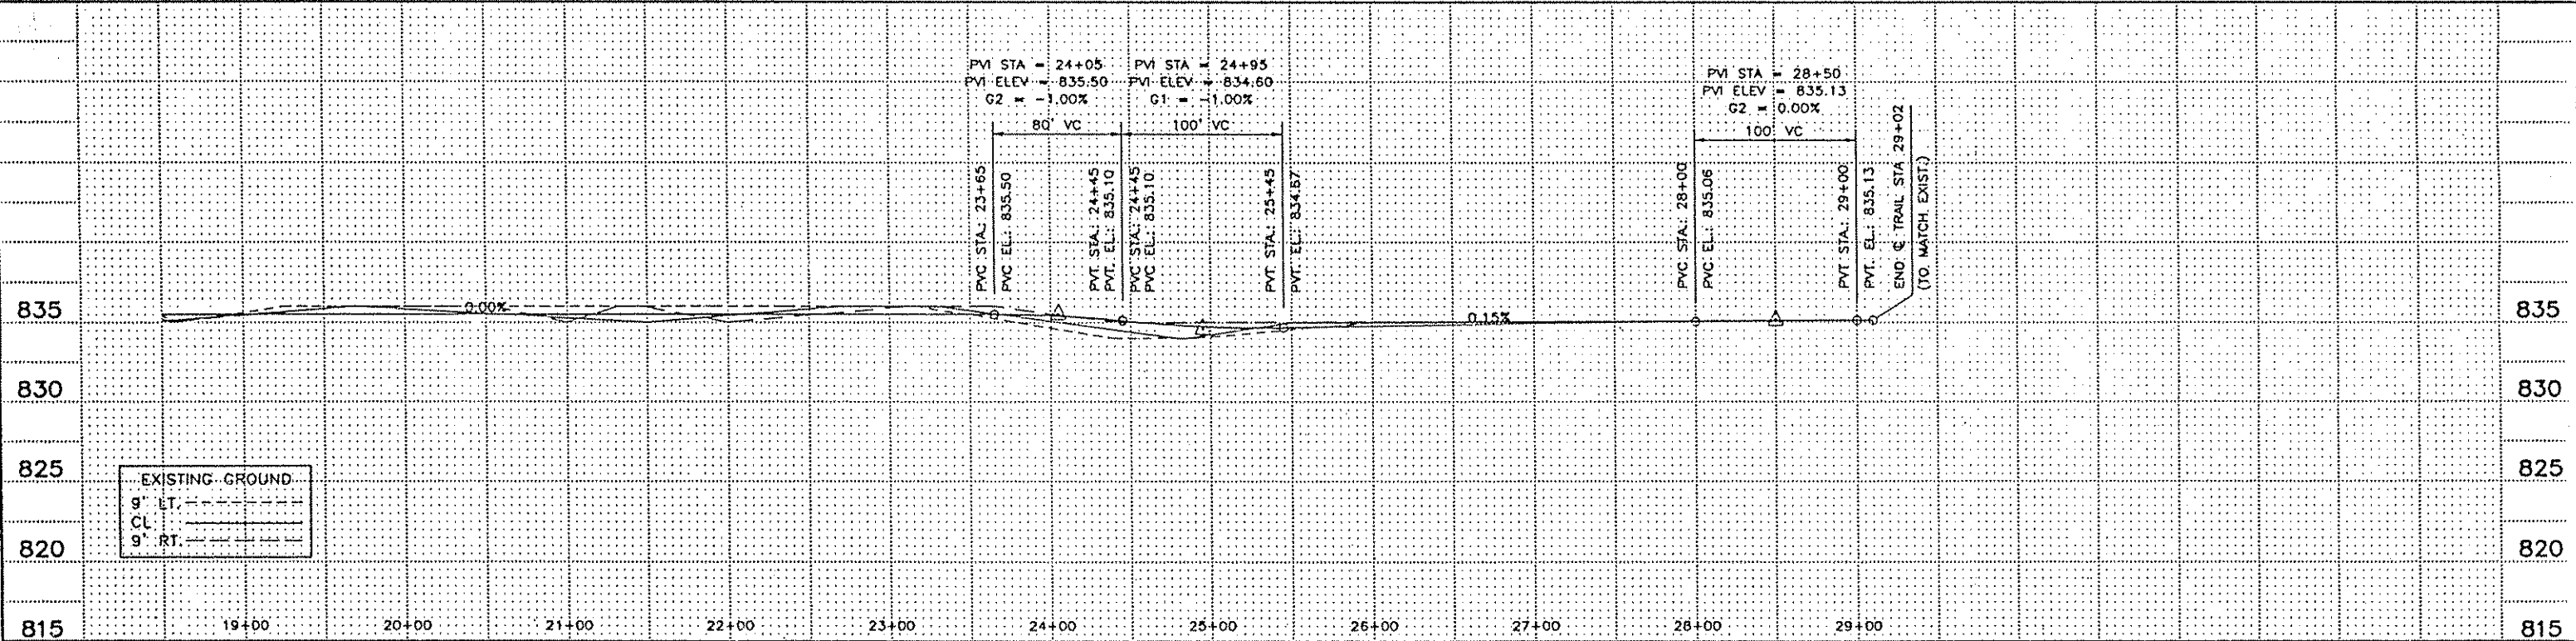 PVI STA = 24+05
PVI ELEV = 835.50
G2 = -1.00%
80' VC
PVI STA = 24+95
PVI ELEV = 834.60
G1 = -1.00%
100' VC
PVI STA = 28+50
PVI ELEV = 835.13
G2 = 0.00%
100' VC
PVC STA.: 23+65
PVC EL.: 835.50
PVT. STA.: 24+45
PVT. EL.: 835.10
PVC STA.: 24+45
PVC EL.: 835.10
PVT STA.: 25+45
PVT. EL.: 834.67
PVC STA.: 28+00
PVC EL.: 835.06
PVT STA.: 29+00
PVT. EL.: 835.13
END ℄ TRAIL STA 29+02
(TO MATCH EXIST.)
835
0.00%
0.15%
835
830
830
825
825
820
820
815
815
EXISTING GROUND
9' LT.
CL
9' RT.
19+00
20+00
21+00
22+00
23+00
24+00
25+00
26+00
27+00
28+00
29+00